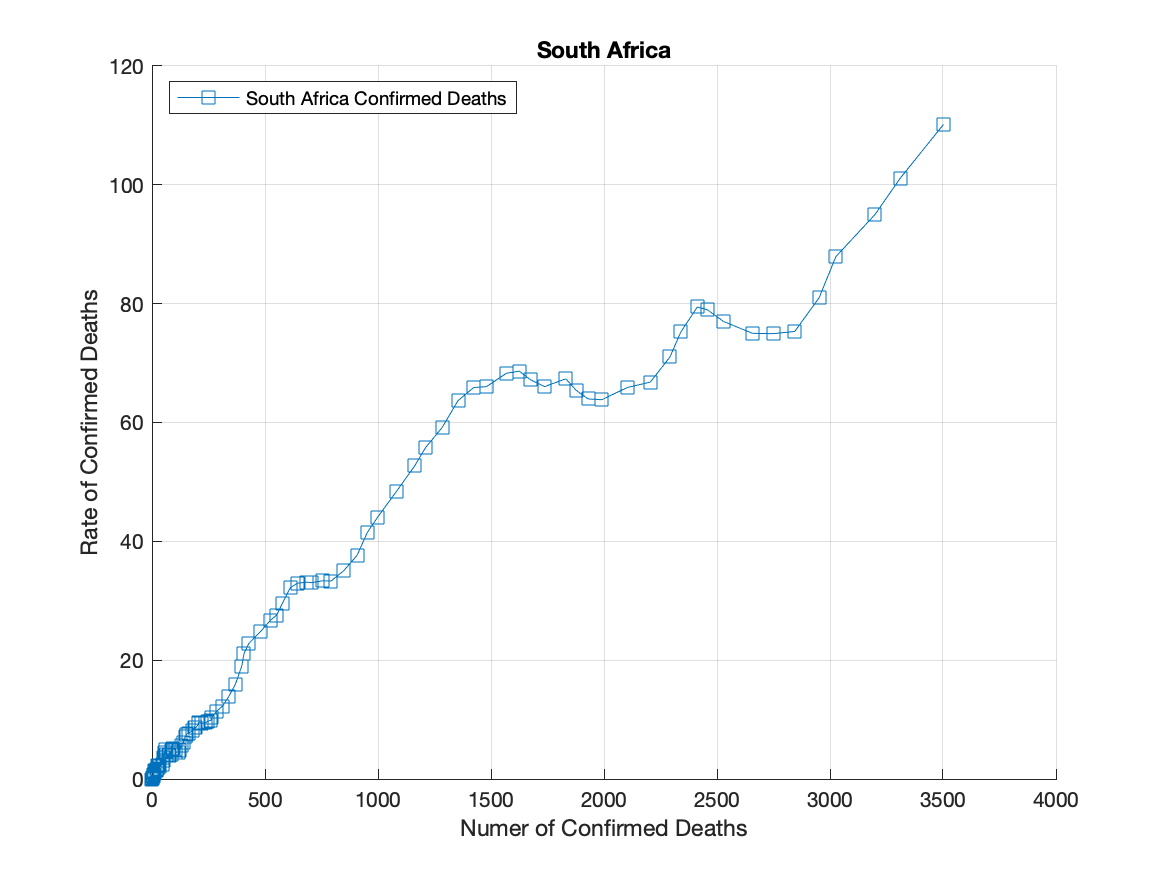 South Africa
South Africa Confirmed Deaths
120
100
80
60
40
20
0
Rate of Confirmed Deaths
0 500 1000 1500 2000 2500 3000 3500 4000
Numer of Confirmed Deaths